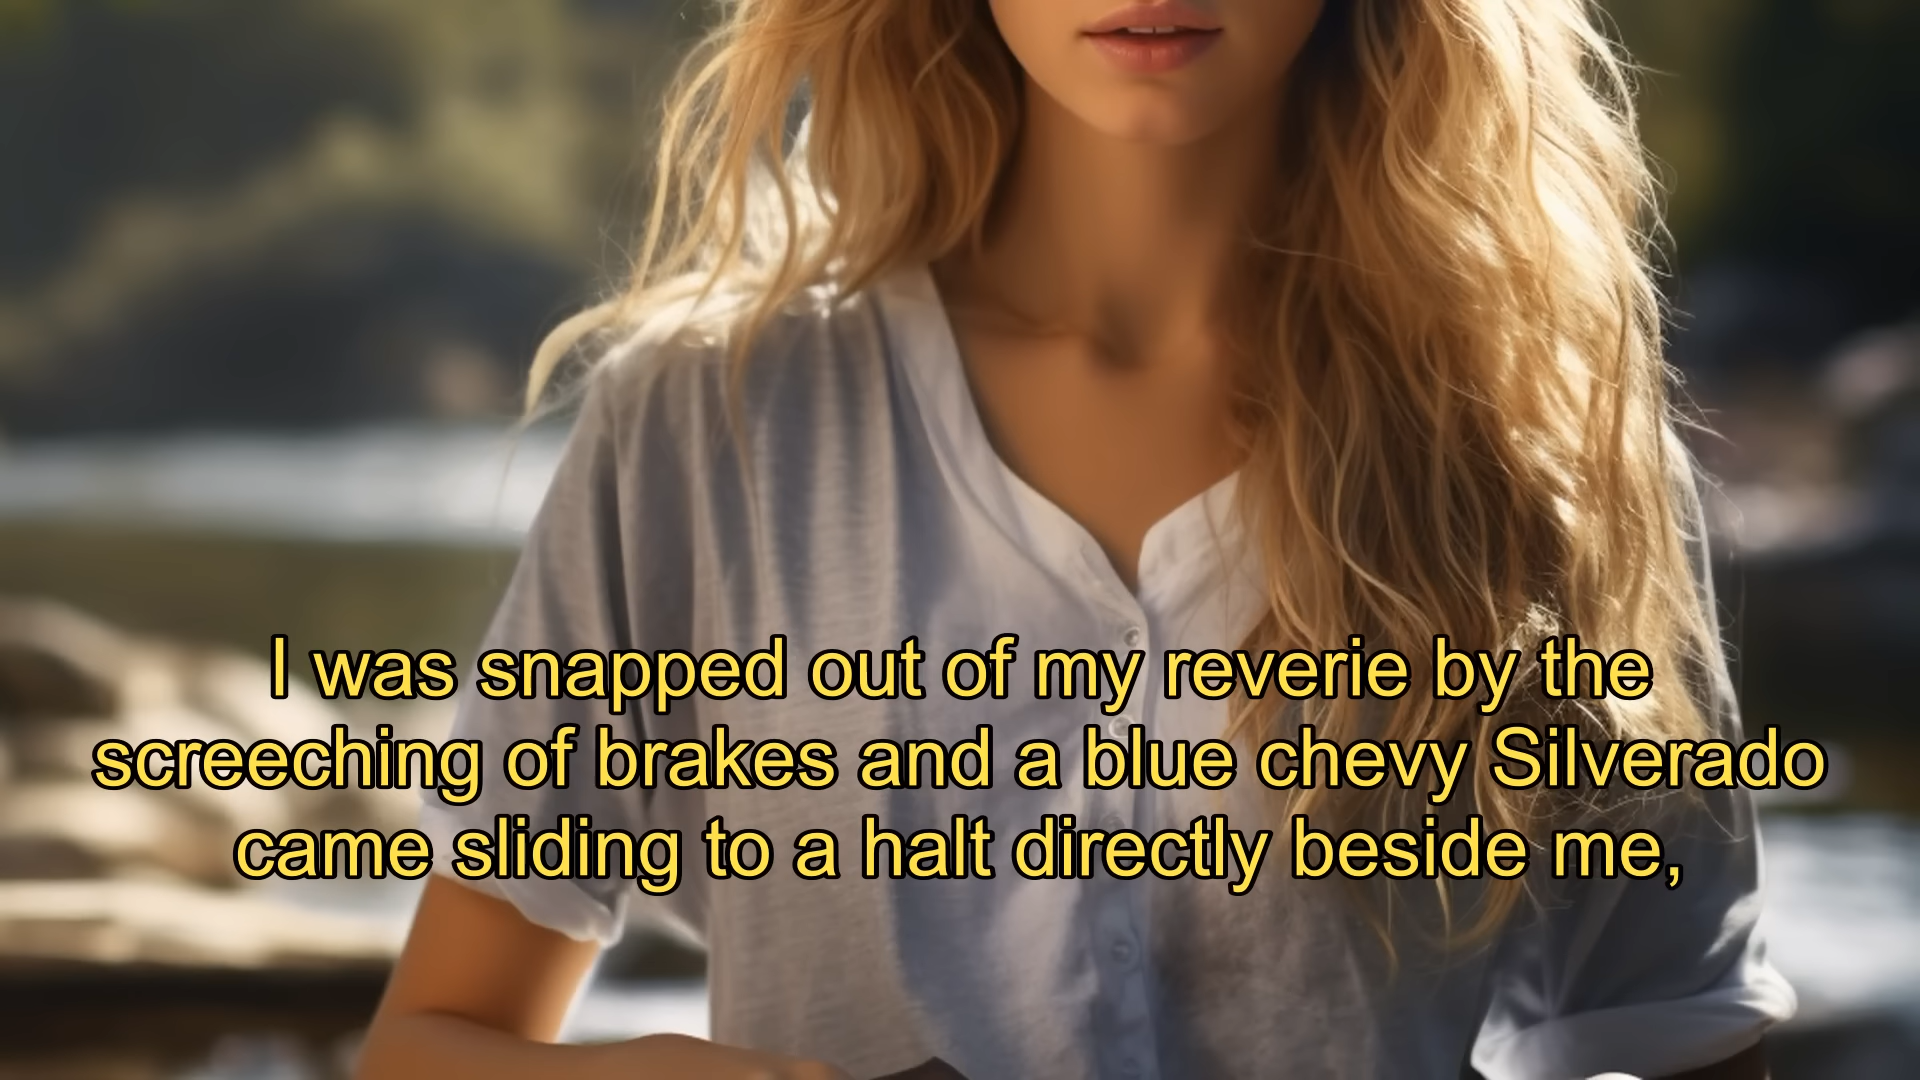 I was snapped out of my reverie by the
screeching of brakes and a blue chevy Silverado
came sliding to a halt directly beside me,